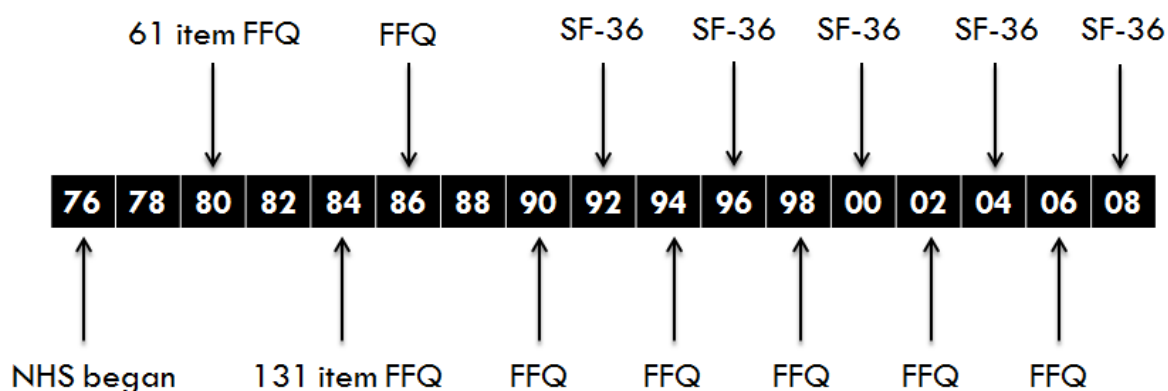 61 item FFQ FFQ SF-36 SF-36 SF-36 SF-36 SF-36
76 78 80 82 84 86 88 90 92 94 96 98 00 02 04 06 08
NHS began 131 item FFQ FFQ FFQ FFQ FFQ FFQ